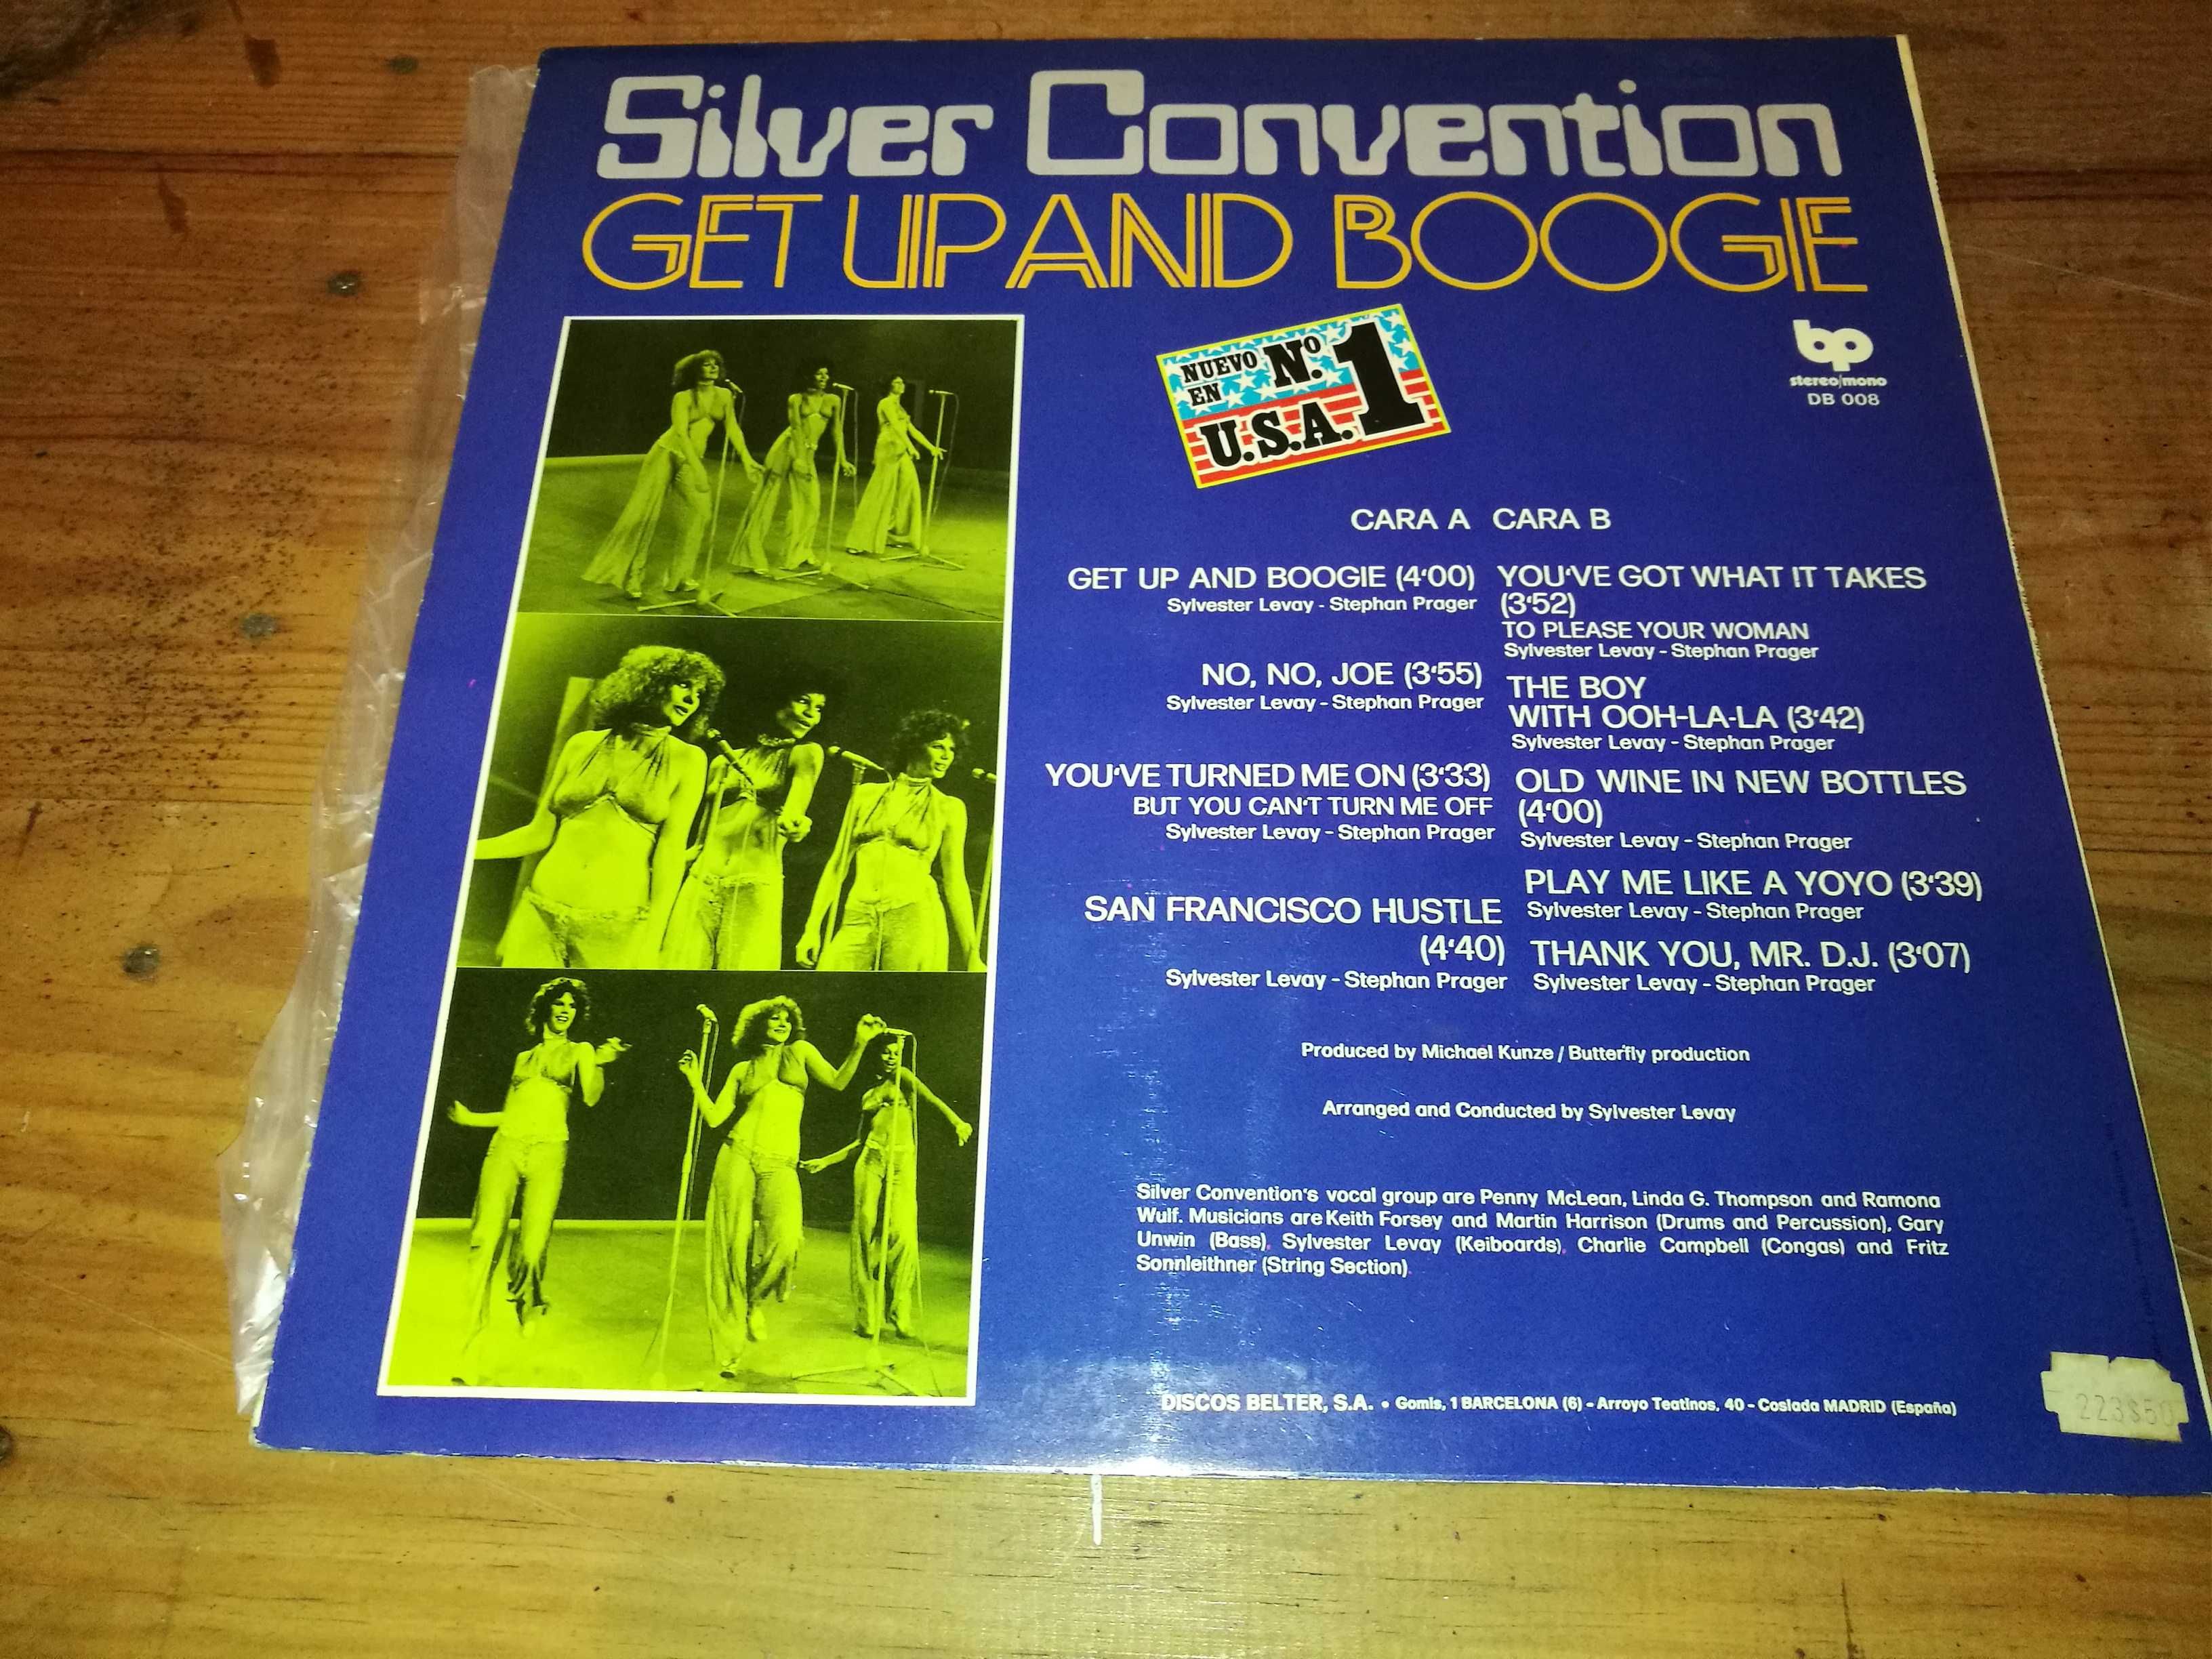 Silver Convention
GET UP AND BOOGIE
NUEVO Nº 1
EN
U.S.A.
bp
stereo/mono
DB 008
CARA A
GET UP AND BOOGIE (4'00)
Sylvester Levay - Stephan Prager
NO, NO, JOE (3'55)
Sylvester Levay - Stephan Prager
YOU'VE TURNED ME ON (3'33)
BUT YOU CAN'T TURN ME OFF
Sylvester Levay - Stephan Prager
SAN FRANCISCO HUSTLE
(4'40)
Sylvester Levay - Stephan Prager
CARA B
YOU'VE GOT WHAT IT TAKES
(3'52)
TO PLEASE YOUR WOMAN
Sylvester Levay - Stephan Prager
THE BOY
WITH OOH-LA-LA (3'42)
Sylvester Levay - Stephan Prager
OLD WINE IN NEW BOTTLES
(4'00)
Sylvester Levay - Stephan Prager
PLAY ME LIKE A YOYO (3'39)
Sylvester Levay - Stephan Prager
THANK YOU, MR. D.J. (3'07)
Sylvester Levay - Stephan Prager
Produced by Michael Kunze / Butterfly production
Arranged and Conducted by Sylvester Levay
Silver Convention's vocal group are Penny McLean, Linda G. Thompson and Ramona
Wulf. Musicians are Keith Forsey and Martin Harrison (Drums and Percussion), Gary
Unwin (Bass), Sylvester Levay (Keiboards), Charlie Campbell (Congas) and Fritz
Sonnleithner (String Section).
DISCOS BELTER, S.A. • Gomis, 1 BARCELONA (6) - Arroyo Teatinos, 40 - Coslada MADRID (España)
223$50